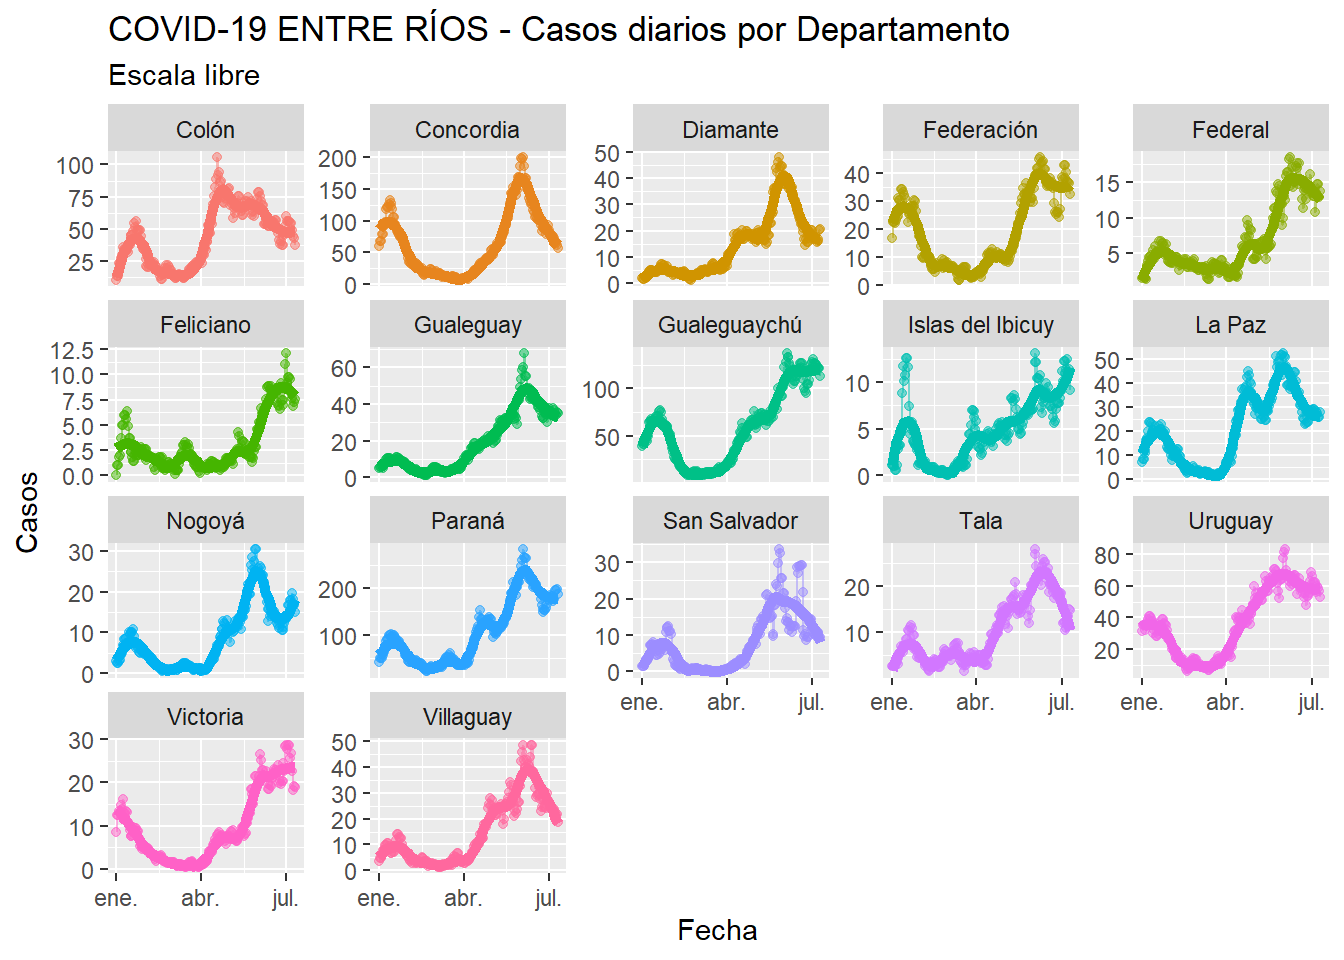 COVID-19 ENTRE RÍOS - Casos diarios por Departamento
Escala libre
Colón
Concordia
Diamante
Federación
Federal
100
75
50
25
200
150
100
50
0
50
40
30
20
10
0
40
30
20
10
0
15
10
5
Feliciano
Gualeguay
Gualeguaychú
Islas del Ibicuy
La Paz
12.5
10.0
7.5
5.0
2.5
0.0
60
40
20
0
100
50
10
5
0
50
40
30
20
10
0
Casos
Nogoyá
Paraná
San Salvador
Tala
Uruguay
30
20
10
0
200
100
30
20
10
0
20
10
80
60
40
20
ene. abr. jul.
ene. abr. jul.
ene. abr. jul.
Victoria
Villaguay
30
20
10
0
50
40
30
20
10
0
ene. abr. jul.
ene. abr. jul.
Fecha